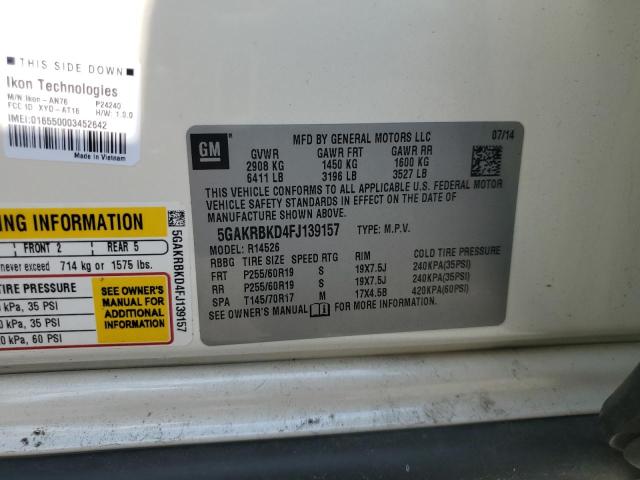 THIS SIDE DOWN
Ikon Technologies
M/N Ikon-AN76 P24240
FCC ID XYD-AT16 H/W: 1.0.0
IMEI:016550003452642
Made in Vietnam
GM
MFD BY GENERAL MOTORS LLC 07/14
GVWR GAWR FRT GAWR RR
2908 KG 1450 KG 1600 KG
6411 LB 3196 LB 3527 LB
THIS VEHICLE CONFORMS TO ALL APPLICABLE U.S. FEDERAL MOTOR
VEHICLE SAFETY STANDARDS IN EFFECT ON THE DATE OF
MANUFACTURE SHOWN ABOVE.
5GAKRBKD4FJ139157 TYPE: M.P.V.
MODEL: R14526
RBBG TIRE SIZE SPEED RTG RIM COLD TIRE PRESSURE
FRT P255/60R19 S 19X7.5J 240KPA(35PSI)
RR P255/60R19 S 19X7.5J 240KPA(35PSI)
SPA T145/70R17 M 17X4.5B 420KPA(60PSI)
SEE OWNER'S MANUAL FOR MORE INFORMATION.
NG INFORMATION
FRONT 2 REAR 5
never exceed 714 kg or 1575 lbs.
TIRE PRESSURE
kPa, 35 PSI
kPa, 35 PSI
0 kPa, 60 PSI
SEE OWNER'S
MANUAL FOR
ADDITIONAL
INFORMATION
5GAKRBKD4FJ139157